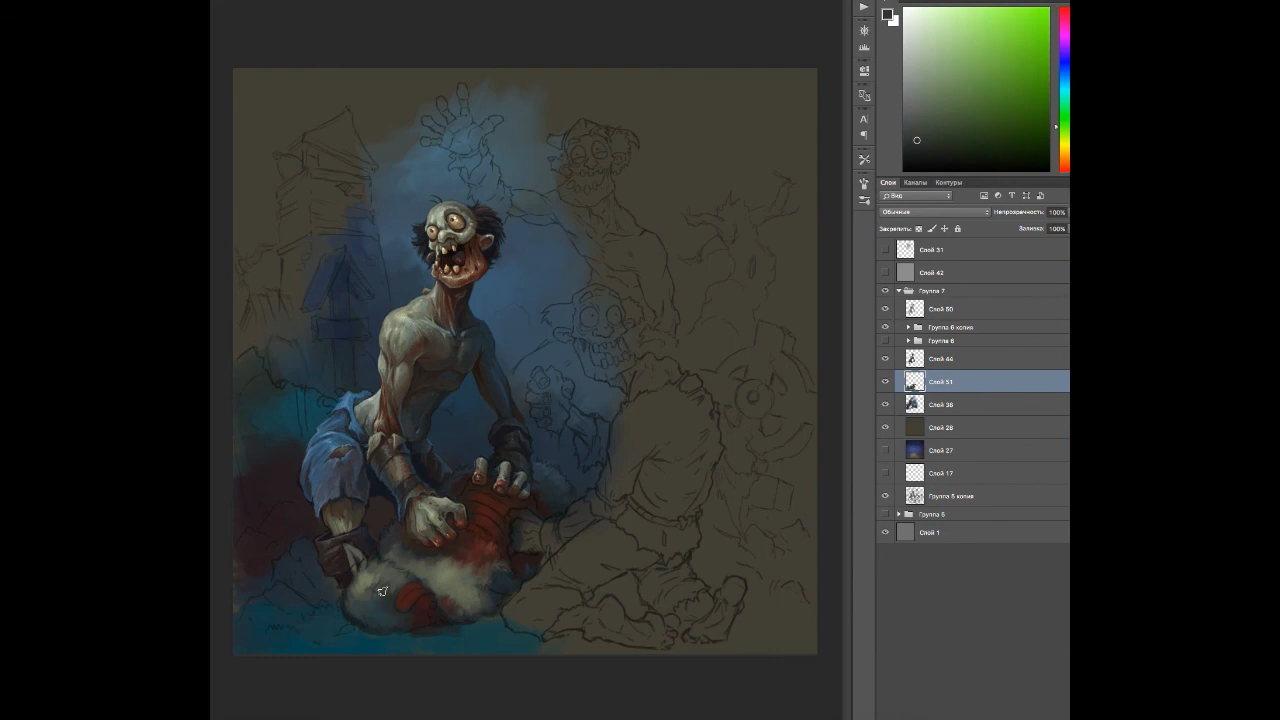 Слои Каналы Контуры
Вид
Обычные Непрозрачность: 100%
Закрепить: Заливка: 100%
Слой 31
Слой 42
Группа 7
Слой 50
Группа 6 копия
Группа 6
Слой 44
Слой 51
Слой 38
Слой 28
Слой 27
Слой 17
Группа 5 копия
Группа 5
Слой 1